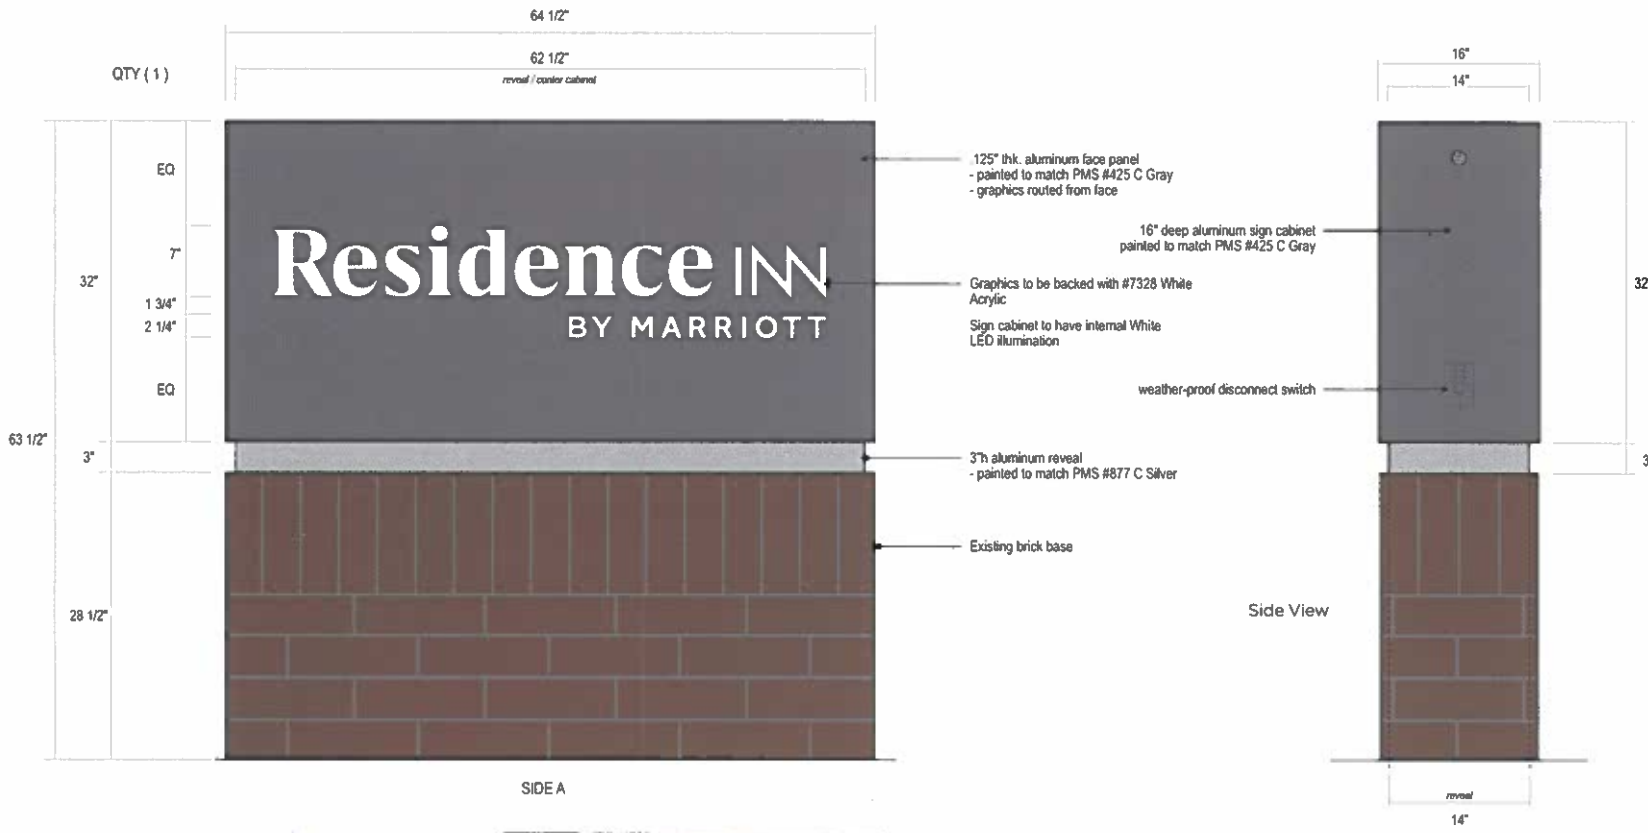 64 1/2"
62 1/2"
reveal / center cabinet
QTY ( 1 )
16"
14"
EQ
7"
32"
1 3/4"
2 1/4"
EQ
63 1/2"
3"
28 1/2"
Residence INN
BY MARRIOTT
.125" thk. aluminum face panel
- painted to match PMS #425 C Gray
- graphics routed from face
Graphics to be backed with #7328 White
Acrylic
Sign cabinet to have internal White
LED illumination
3"h aluminum reveal
- painted to match PMS #877 C Silver
Existing brick base
16" deep aluminum sign cabinet
painted to match PMS #425 C Gray
weather-proof disconnect switch
32
3
Side View
SIDE A
reveal
14"